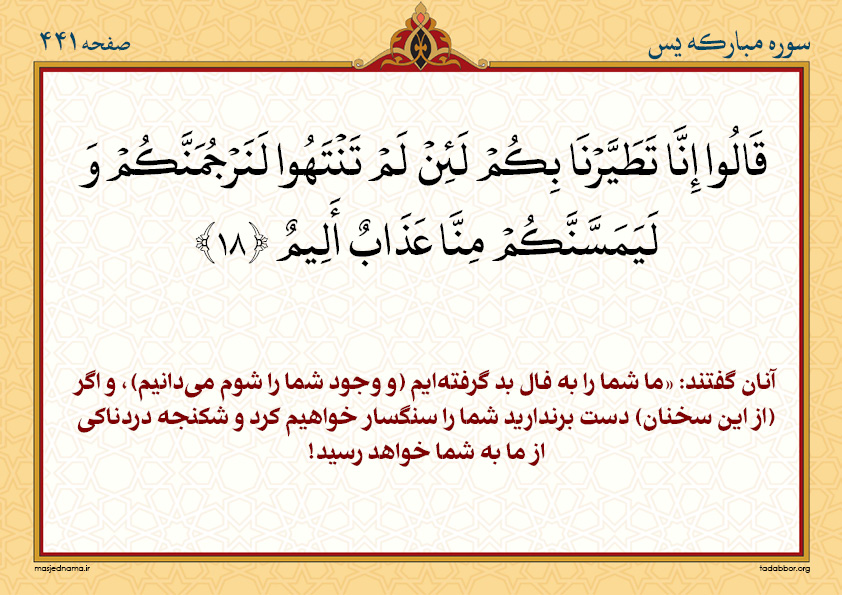 سوره مبارکه یس
صفحه ۴۴۱
قَالُوا إِنَّا تَطَيَّرْنَا بِكُمْ لَئِنْ لَمْ تَنْتَهُوا لَنَرْجُمَنَّكُمْ وَ
لَيَمَسَّنَّكُمْ مِنَّا عَذَابٌ أَلِيمٌ ﴿۱۸﴾
آنان گفتند: «ما شما را به فال بد گرفته‌ایم (و وجود شما را شوم می‌دانیم)، و اگر
(از این سخنان) دست برندارید شما را سنگسار خواهیم کرد و شکنجه دردناکی
از ما به شما خواهد رسید!
masjednama.ir
tadabbor.org